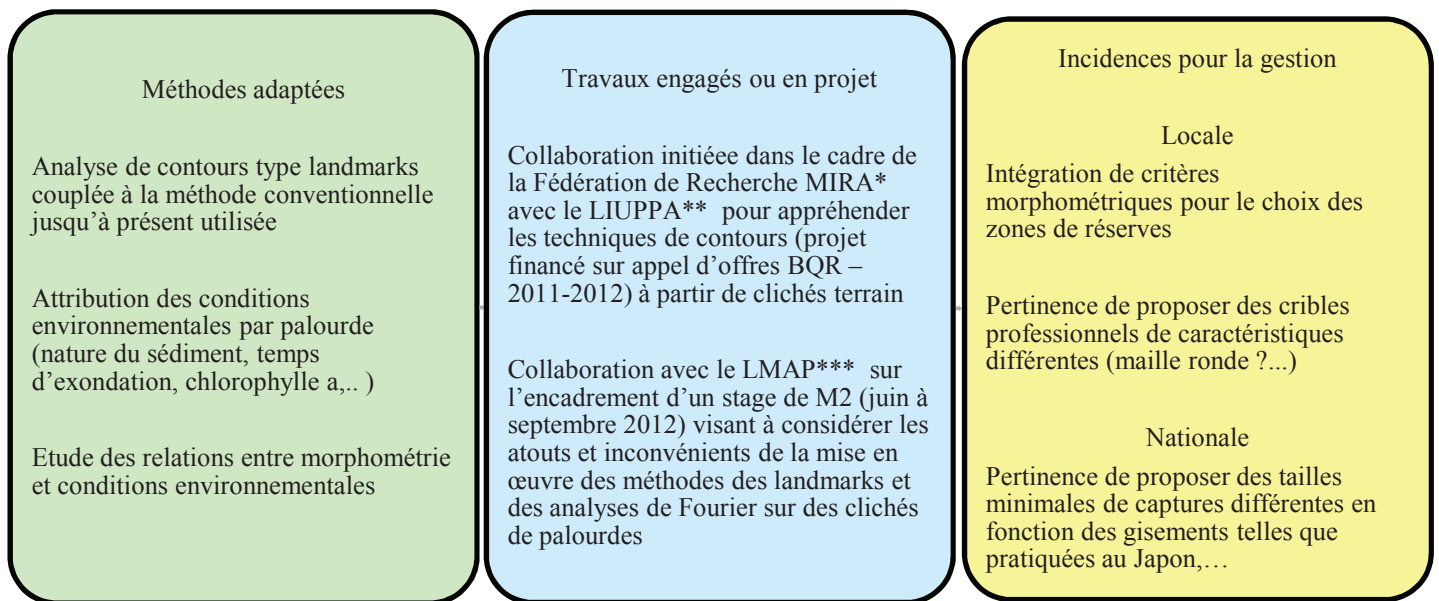 Méthodes adaptées
Analyse de contours type landmarks
couplée à la méthode conventionnelle
jusqu’à présent utilisée
Attribution des conditions
environnementales par palourde
(nature du sédiment, temps
d’exondation, chlorophylle a,.. )
Etude des relations entre morphométrie
et conditions environnementales
Travaux engagés ou en projet
Collaboration initiéee dans le cadre de
la Fédération de Recherche MIRA*
avec le LIUPPA** pour appréhender
les techniques de contours (projet
financé sur appel d’offres BQR –
2011-2012) à partir de clichés terrain
Collaboration avec le LMAP*** sur
l’encadrement d’un stage de M2 (juin à
septembre 2012) visant à considérer les
atouts et inconvénients de la mise en
œuvre des méthodes des landmarks et
des analyses de Fourier sur des clichés
de palourdes
Incidences pour la gestion
Locale
Intégration de critères
morphométriques pour le choix des
zones de réserves
Pertinence de proposer des cribles
professionnels de caractéristiques
différentes (maille ronde ?...)
Nationale
Pertinence de proposer des tailles
minimales de captures différentes en
fonction des gisements telles que
pratiquées au Japon,…